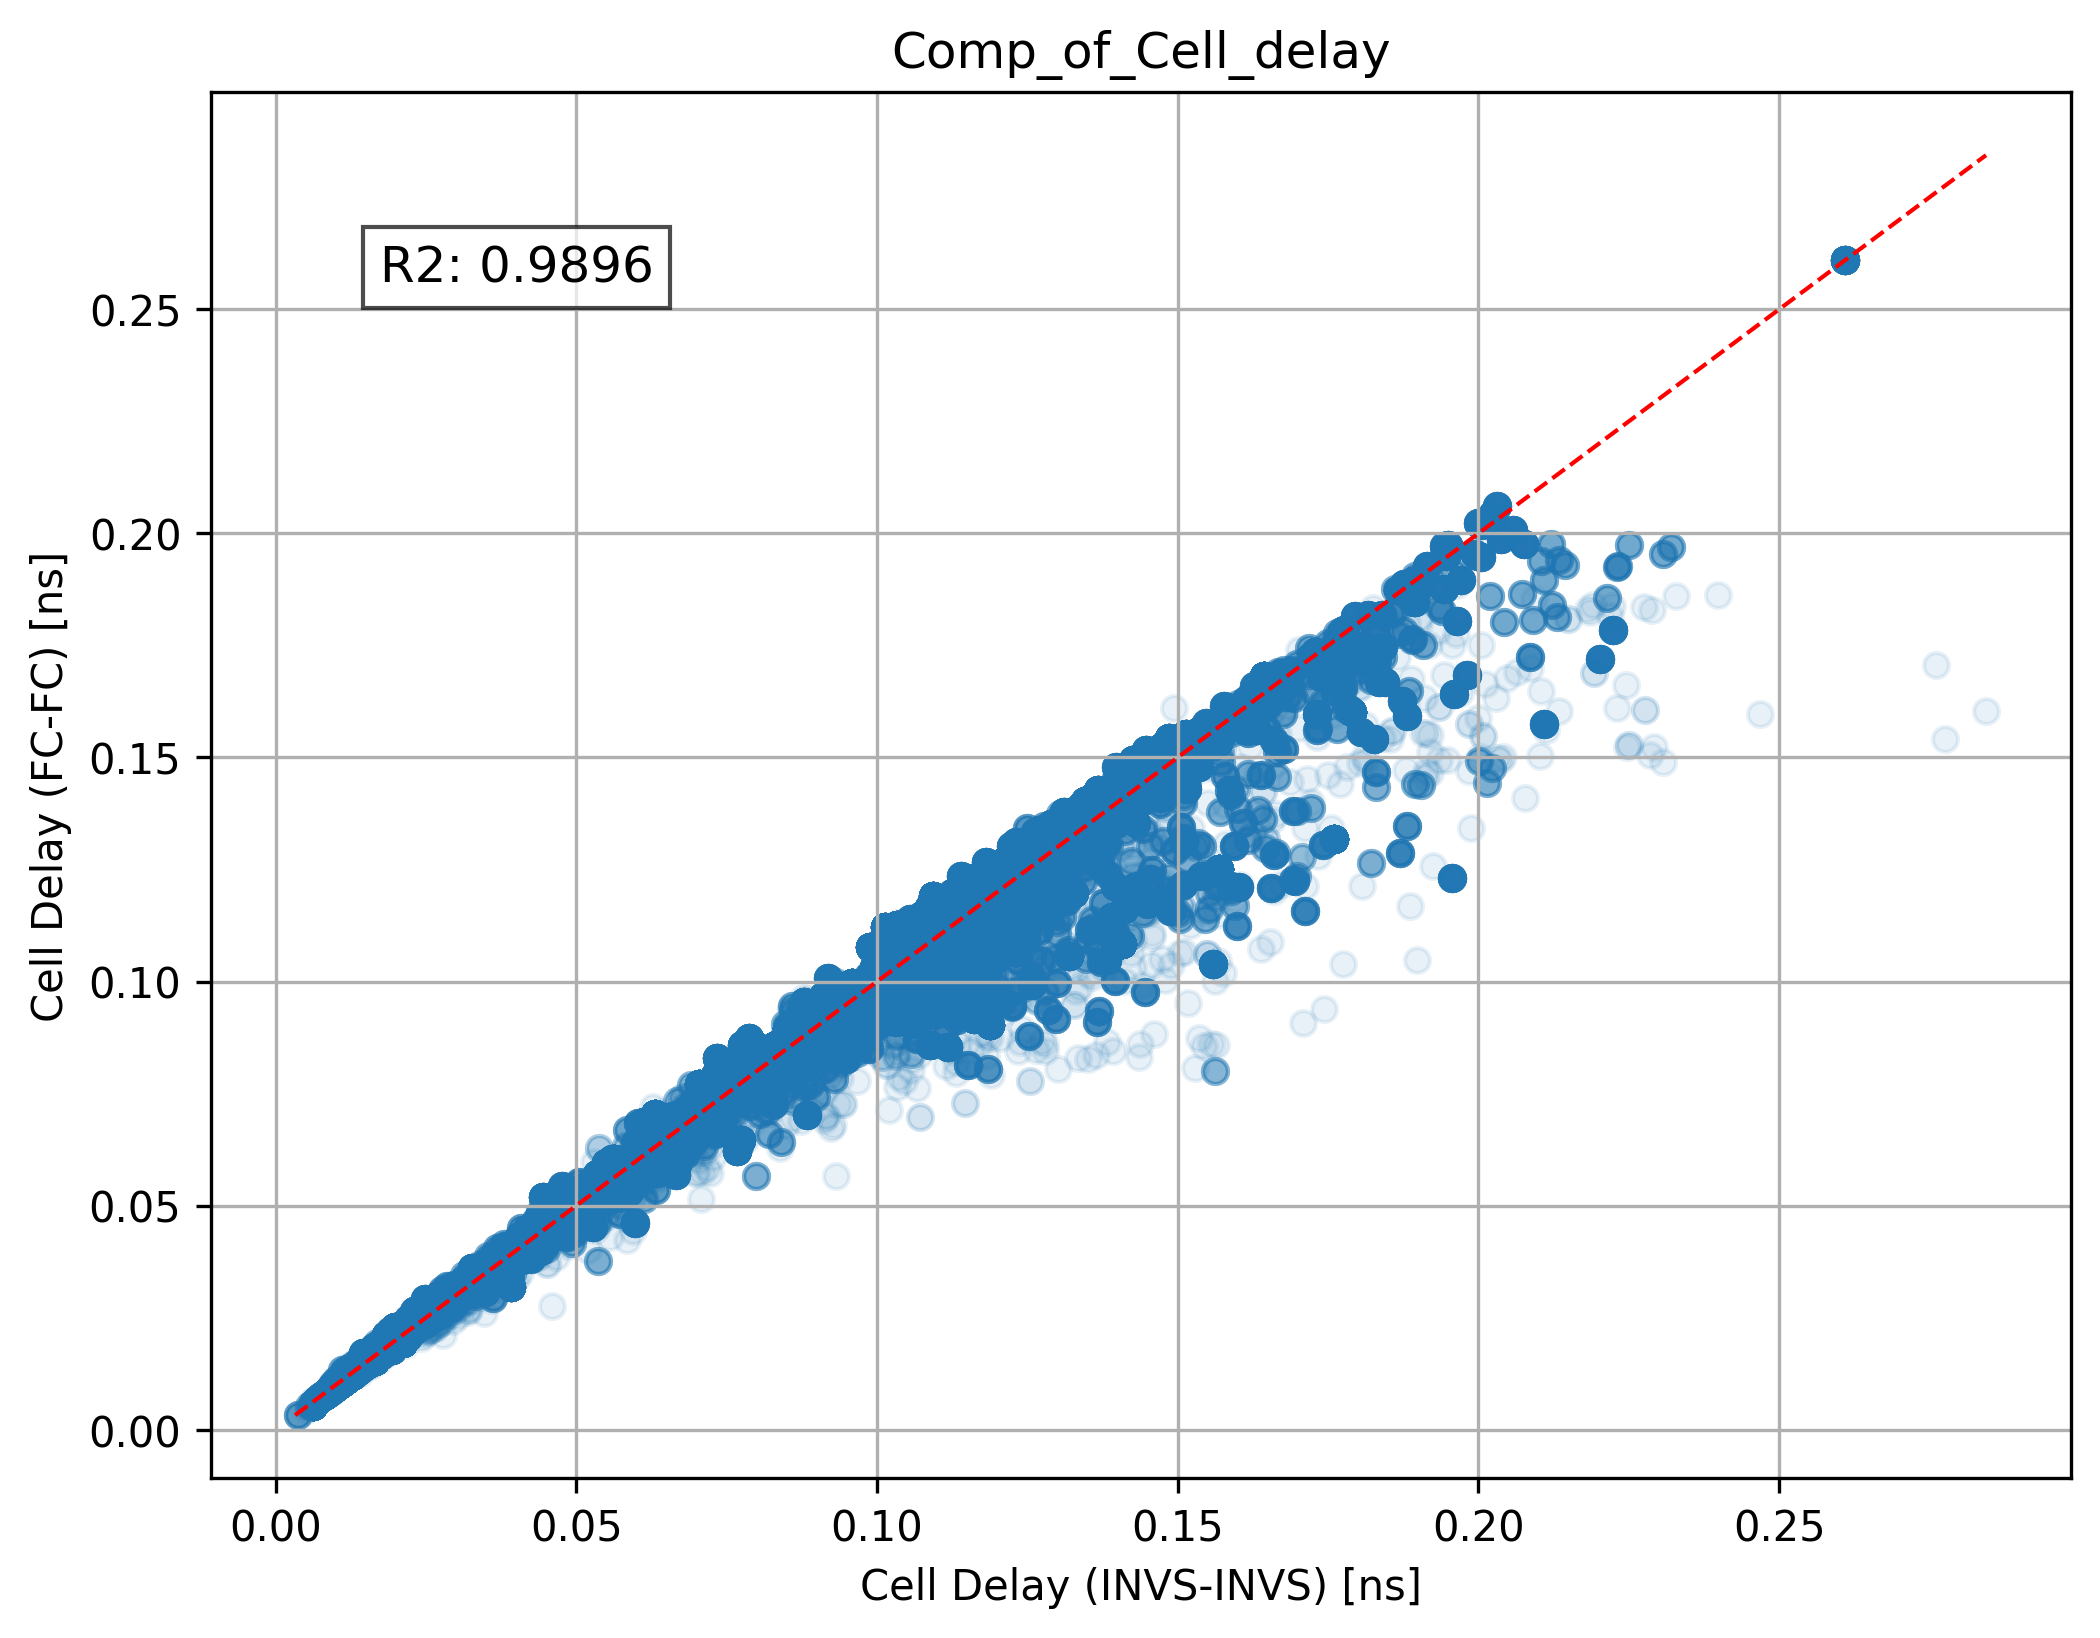 Comp_of_Cell_delay
R2: 0.9896
Cell Delay (FC-FC) [ns]
0.25
0.20
0.15
0.10
0.05
0.00
0.00 0.05 0.10 0.15 0.20 0.25
Cell Delay (INVS-INVS) [ns]